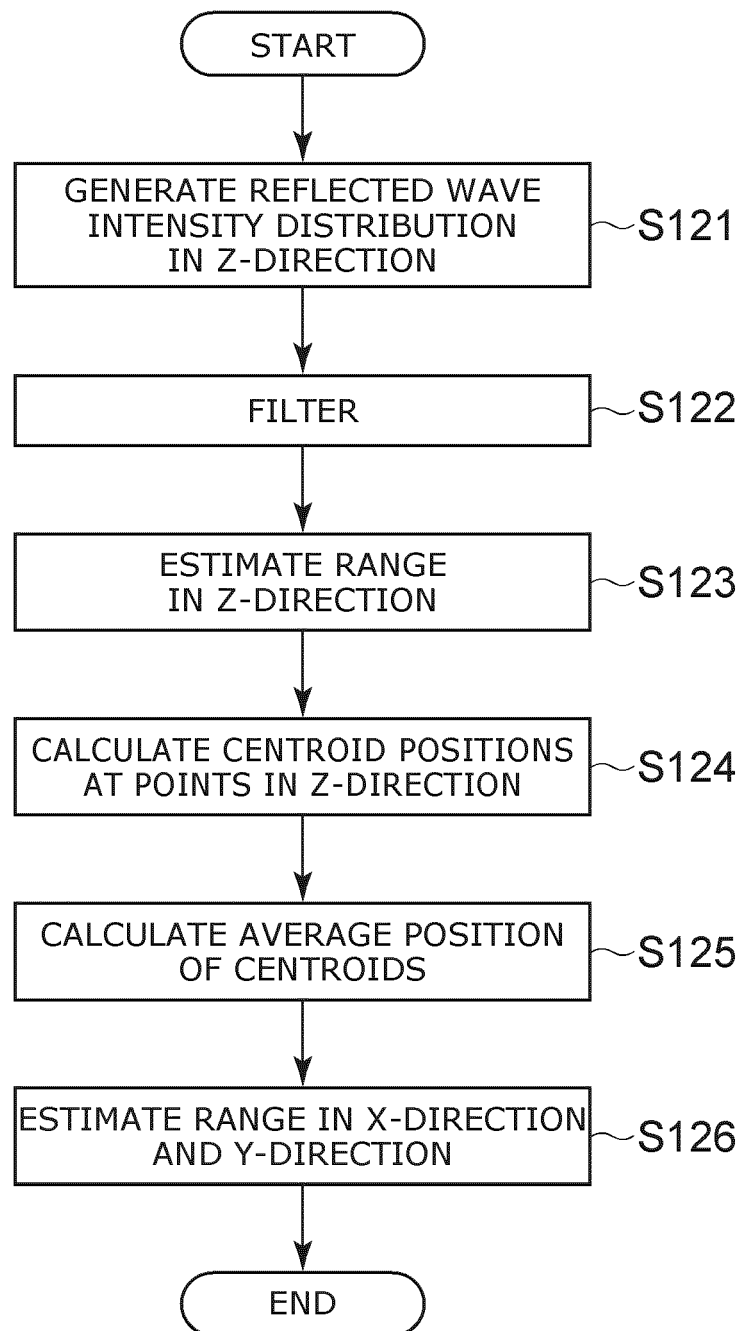 START
GENERATE REFLECTED WAVE
INTENSITY DISTRIBUTION
IN Z-DIRECTION
S121
FILTER
S122
ESTIMATE RANGE
IN Z-DIRECTION
S123
CALCULATE CENTROID POSITIONS
AT POINTS IN Z-DIRECTION
S124
CALCULATE AVERAGE POSITION
OF CENTROIDS
S125
ESTIMATE RANGE IN X-DIRECTION
AND Y-DIRECTION
S126
END